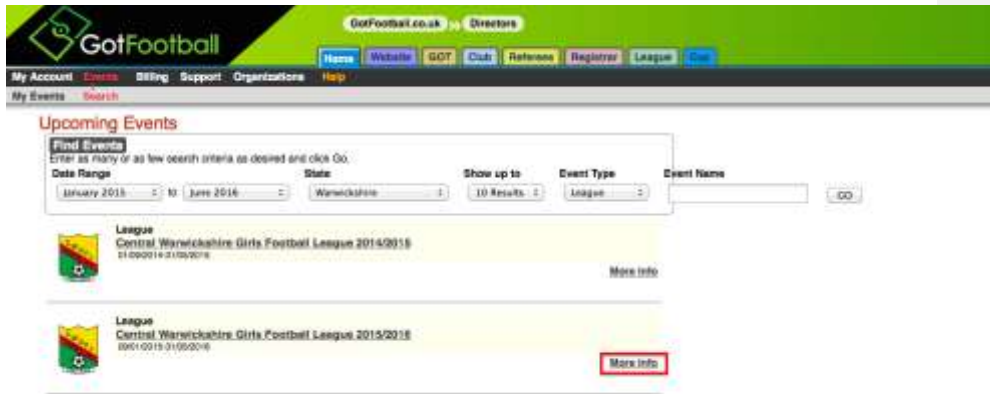 GotFootball.co.uk >> Directors
GotFootball
Home Website GOT Club Referees Registrar League
My Account Events Billing Support Organizations Help
My Events Search
Upcoming Events
Find Events
Enter as many or as few search criteria as desired and click Go.
Date Range State Show up to Event Type Event Name
January 2015 to June 2016 Warwickshire 10 Results League GO
League
Central Warwickshire Girls Football League 2014/2015
More Info
League
Central Warwickshire Girls Football League 2015/2016
More Info